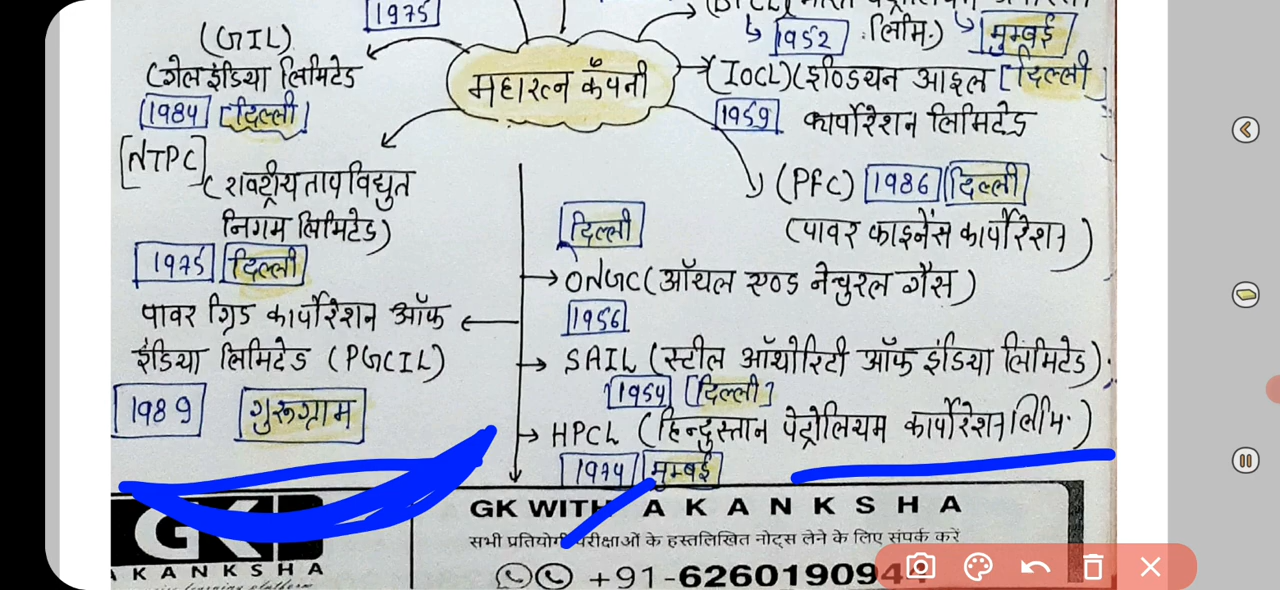 1975
(GIL)
(गेल इंडिया लिमिटेड
1984 [दिल्ली]
[NTPC]
(राष्ट्रीय ताप विद्युत
निगम लिमिटेड)
1975 दिल्ली
पावर ग्रिड कार्पोरेशन ऑफ
इंडिया लिमिटेड (PGCIL)
1989 गुरूग्राम
महारत्न कंपनी
1952 लिमि.) मुम्बई
(IOCL) (इण्डियन आइल [दिल्ली]
1959 कार्पोरेशन लिमिटेड
(PFC) 1986 दिल्ली
(पावर फाइनेंस कार्पोरेशन)
दिल्ली
ONGC (ऑयल एण्ड नेचुरल गैस)
1956
SAIL (स्टील ऑथोरिटी ऑफ इंडिया लिमिटेड)
1954 [दिल्ली]
HPCL (हिन्दुस्तान पेट्रोलियम कार्पोरेशन लिमि.)
1974 मुम्बई
AKANKSHA
GK WITH AKANKSHA
सभी प्रतियोगी परीक्षाओं के हस्तलिखित नोट्स लेने के लिए संपर्क करें